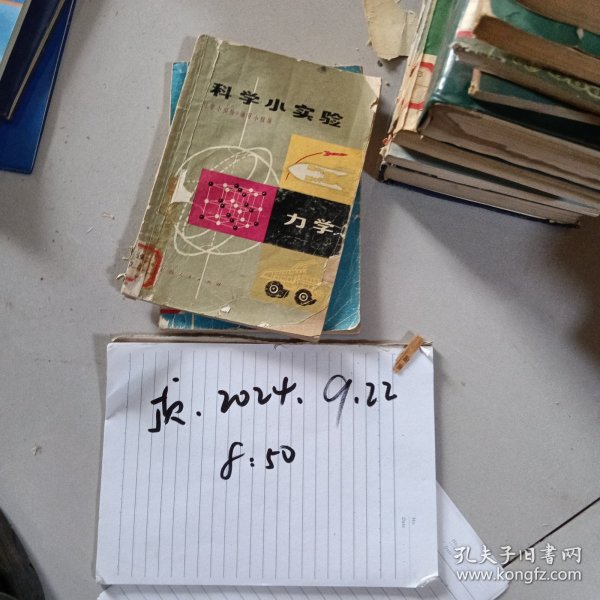 科学小实验
力学
质. 2024. 9.22
8:50
孔夫子旧书网
www.kongfz.com